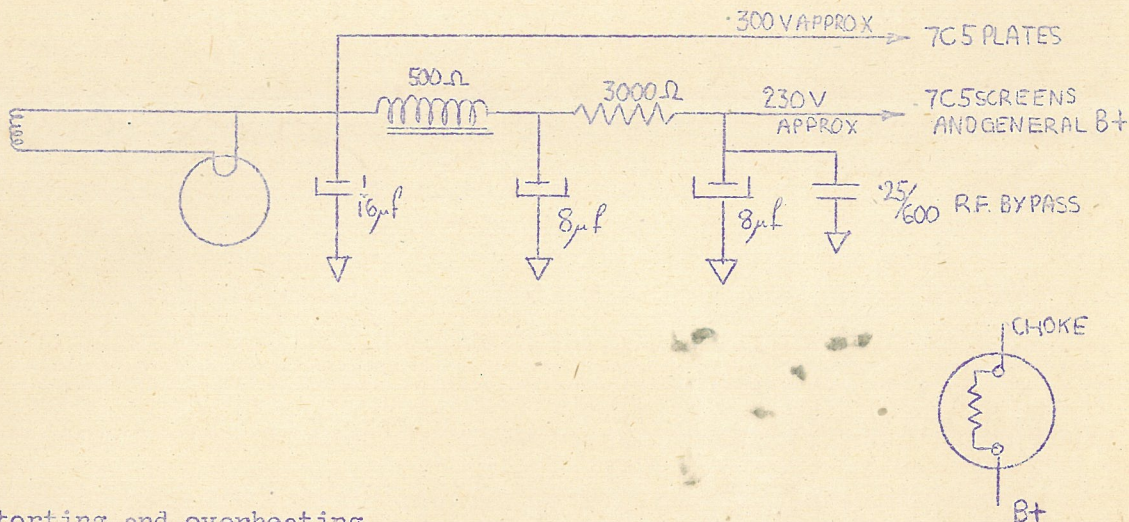 300 V APPROX
7C5 PLATES
500Ω
3000Ω
230V
APPROX
7C5 SCREENS
AND GENERAL B+
16μf
8μf
8μf
.25/600
R.F. BYPASS
CHOKE
B+
torting and overheating